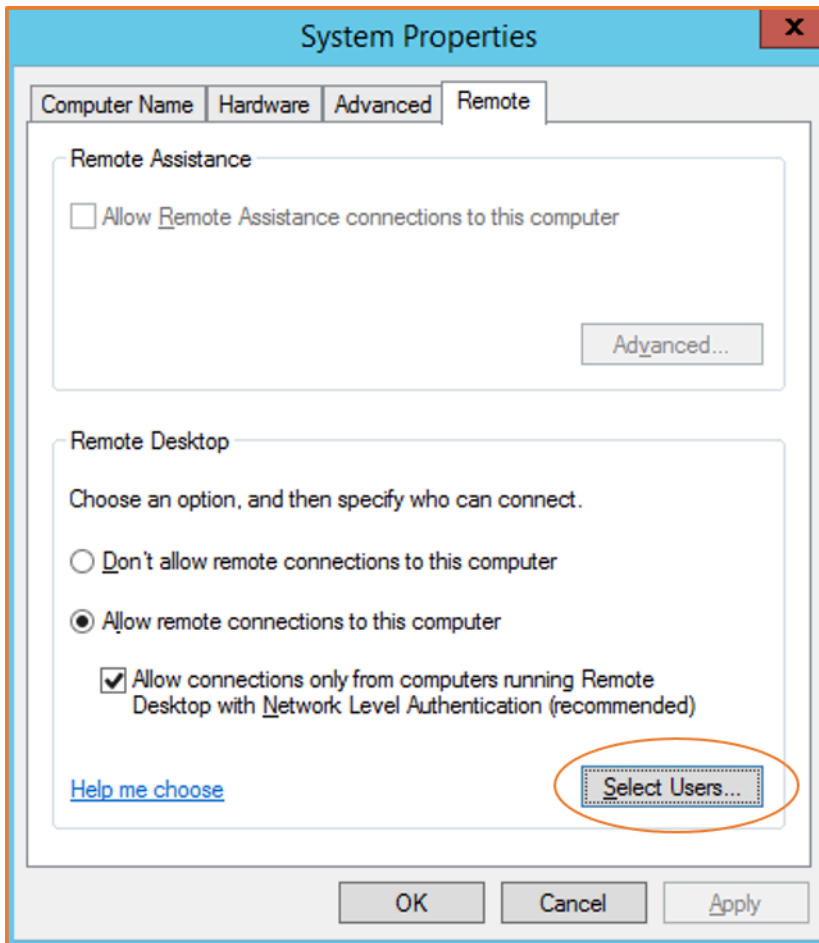 System Properties
x
Computer Name
Hardware
Advanced
Remote
Remote Assistance
Allow Remote Assistance connections to this computer
Advanced...
Remote Desktop
Choose an option, and then specify who can connect.
Don't allow remote connections to this computer
Allow remote connections to this computer
Allow connections only from computers running Remote
Desktop with Network Level Authentication (recommended)
Help me choose
Select Users...
OK
Cancel
Apply